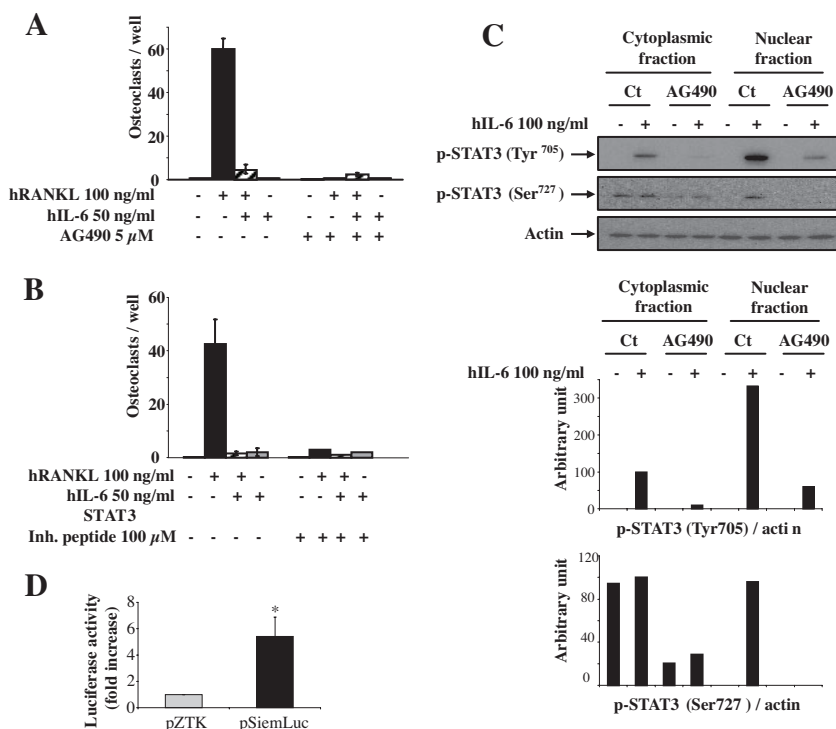 A
Osteoclasts / well
60
40
20
0
hRANKL 100 ng/ml - + + - - + + -
hIL-6 50 ng/ml - - + + - - + +
AG490 5 µM - - - - + + + +
B
Osteoclasts / well
60
40
20
0
hRANKL 100 ng/ml - + + - - + + -
hIL-6 50 ng/ml - - + + - - + +
STAT3
Inh. peptide 100 µM - - - - + + + +
C
Cytoplasmic fraction Nuclear fraction
Ct AG490 Ct AG490
hIL-6 100 ng/ml - + - + - + - +
p-STAT3 (Tyr 705)
p-STAT3 (Ser727)
Actin
Cytoplasmic fraction Nuclear fraction
Ct AG490 Ct AG490
hIL-6 100 ng/ml - + - + - + - +
Arbitrary unit
300
200
100
0
p-STAT3 (Tyr705) / acti n
Arbitrary unit
120
80
40
0
p-STAT3 (Ser727 ) / actin
D
Luciferase activity
(fold increase)
8
6
4
2
0
*
pZTK pSiemLuc